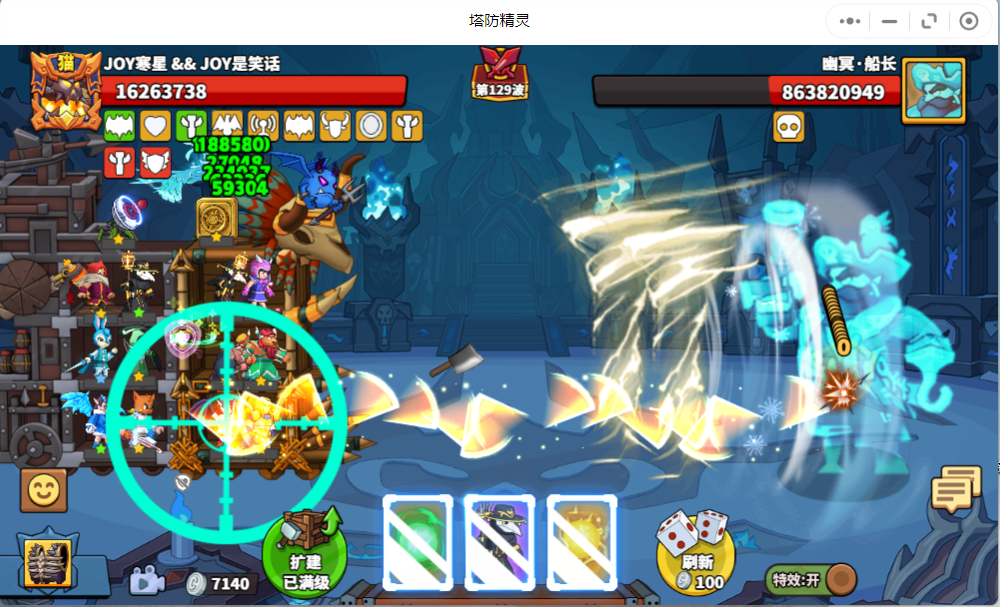 塔防精灵
猫
JOY寒星 && JOY是笑话
16263738
第129波
幽冥·船长
863820949
(188580)
27048
224037
59304
扩建
已满级
刷新
100
7140
特效:开